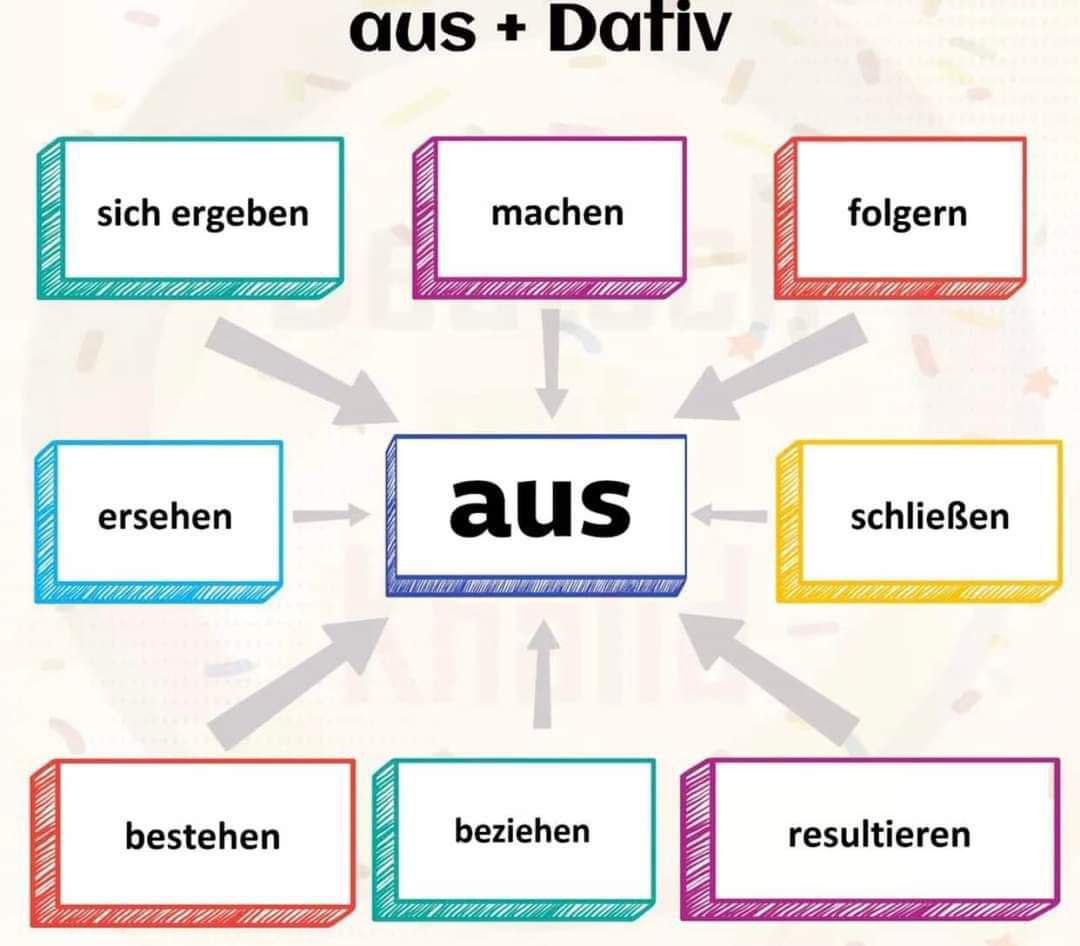 aus + Dativ
sich ergeben
machen
folgern
ersehen
aus
schließen
bestehen
beziehen
resultieren